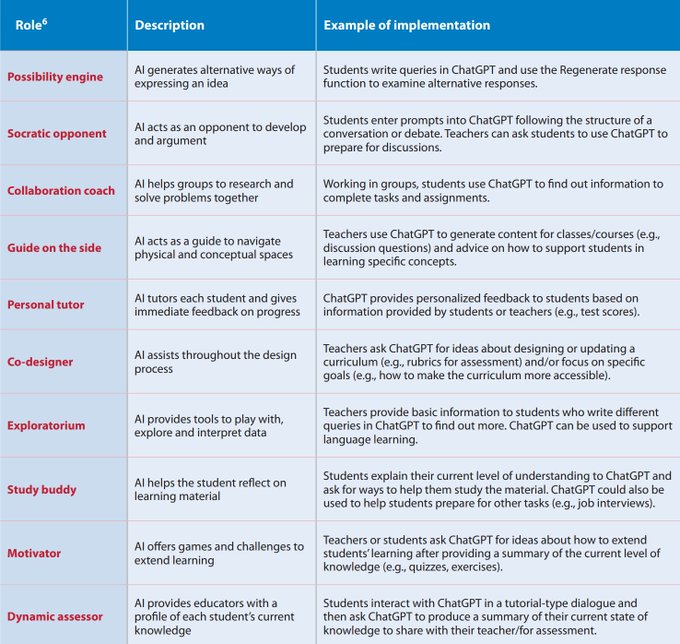 Role6
Description
Example of implementation
Possibility engine
AI generates alternative ways of
expressing an idea
Students write queries in ChatGPT and use the Regenerate response
function to examine alternative responses.
Socratic opponent
AI acts as an opponent to develop
and argument
Students enter prompts into ChatGPT following the structure of a
conversation or debate. Teachers can ask students to use ChatGPT to
prepare for discussions.
Collaboration coach
AI helps groups to research and
solve problems together
Working in groups, students use ChatGPT to find out information to
complete tasks and assignments.
Guide on the side
AI acts as a guide to navigate
physical and conceptual spaces
Teachers use ChatGPT to generate content for classes/courses (e.g.,
discussion questions) and advice on how to support students in
learning specific concepts.
Personal tutor
AI tutors each student and gives
immediate feedback on progress
ChatGPT provides personalized feedback to students based on
information provided by students or teachers (e.g., test scores).
Co-designer
AI assists throughout the design
process
Teachers ask ChatGPT for ideas about designing or updating a
curriculum (e.g., rubrics for assessment) and/or focus on specific
goals (e.g., how to make the curriculum more accessible).
Exploratorium
AI provides tools to play with,
explore and interpret data
Teachers provide basic information to students who write different
queries in ChatGPT to find out more. ChatGPT can be used to support
language learning.
Study buddy
AI helps the student reflect on
learning material
Students explain their current level of understanding to ChatGPT and
ask for ways to help them study the material. ChatGPT could also be
used to help students prepare for other tasks (e.g., job interviews).
Motivator
AI offers games and challenges to
extend learning
Teachers or students ask ChatGPT for ideas about how to extend
students' learning after providing a summary of the current level of
knowledge (e.g., quizzes, exercises).
Dynamic assessor
AI provides educators with a
profile of each student's current
knowledge
Students interact with ChatGPT in a tutorial-type dialogue and
then ask ChatGPT to produce a summary of their current state of
knowledge to share with their teacher/for assessment.